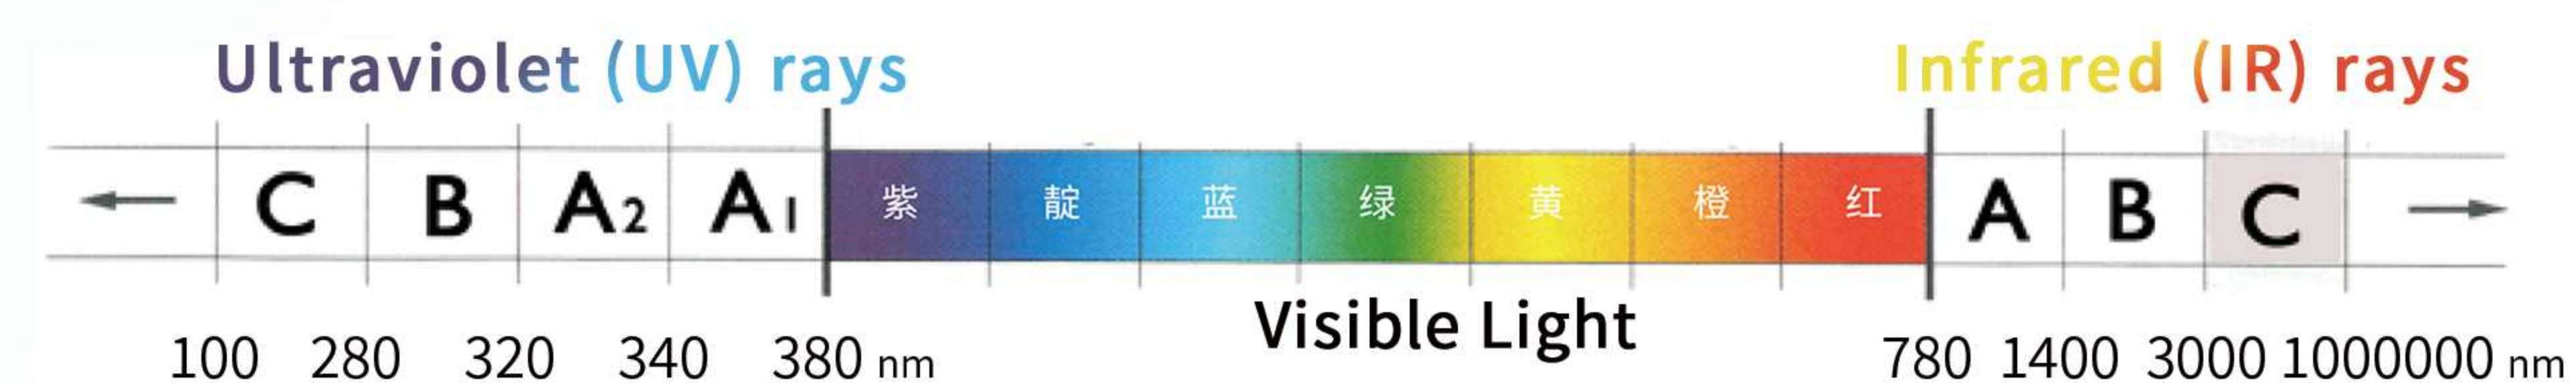 Ultraviolet (UV) rays Infrared (IR) rays
C B A2 A1 紫 靛 蓝 绿 黄 橙 红 A B C
Visible Light
100 280 320 340 380 nm 780 1400 3000 1000000 nm